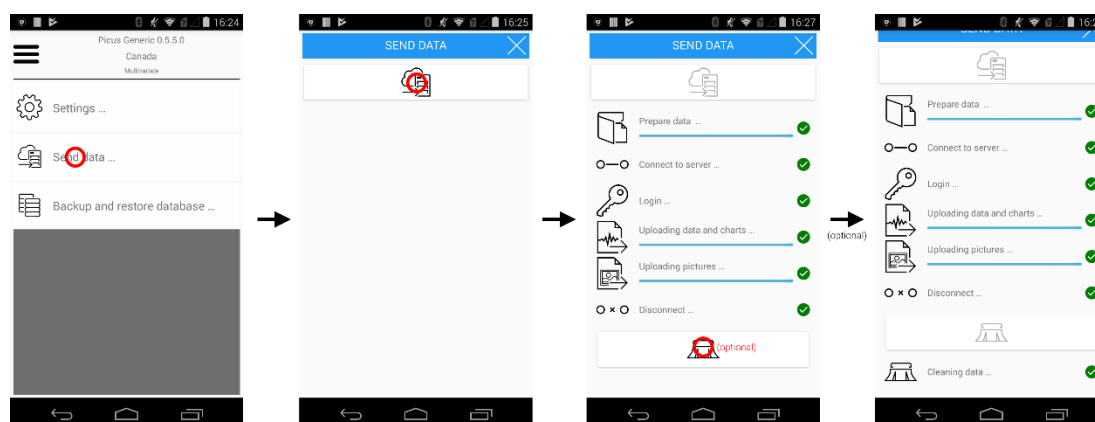 16:24
Picus Generic 0.5.5.0
Canada
Multivariate
Settings ...
Send data ...
Backup and restore database ...
16:25
SEND DATA
16:27
SEND DATA
Prepare data ...
Connect to server ...
Login ...
Uploading data and charts ...
Uploading pictures ...
Disconnect ...
(optional)
(optional)
Prepare data ...
Connect to server ...
Login ...
Uploading data and charts ...
Uploading pictures ...
Disconnect ...
Cleaning data ...